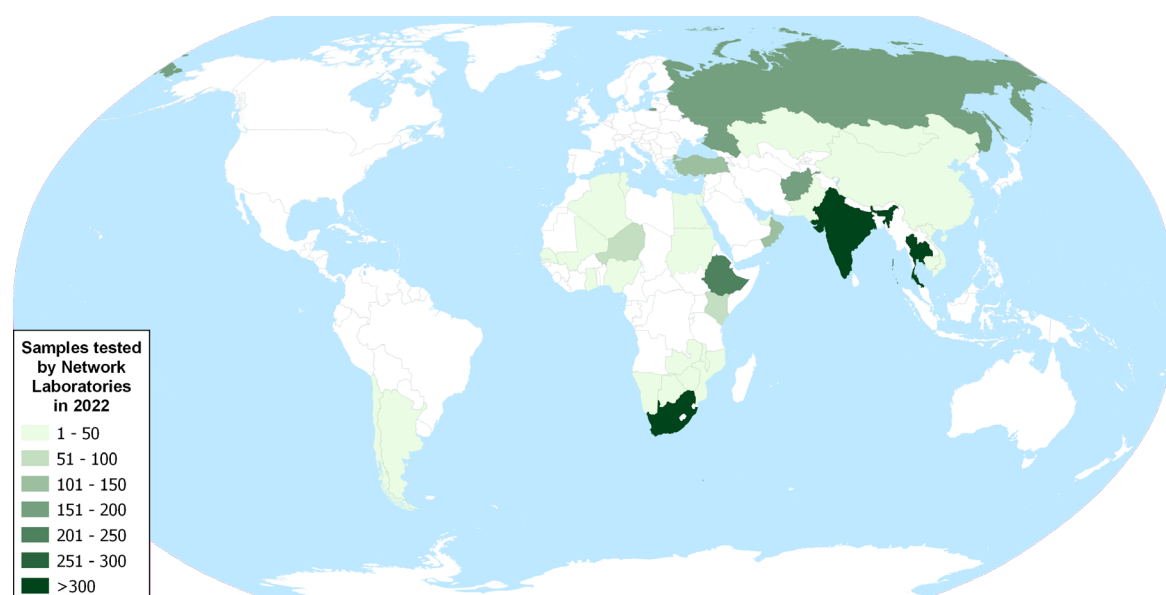 Samples tested
by Network
Laboratories
in 2022
1 - 50
51 - 100
101 - 150
151 - 200
201 - 250
251 - 300
>300